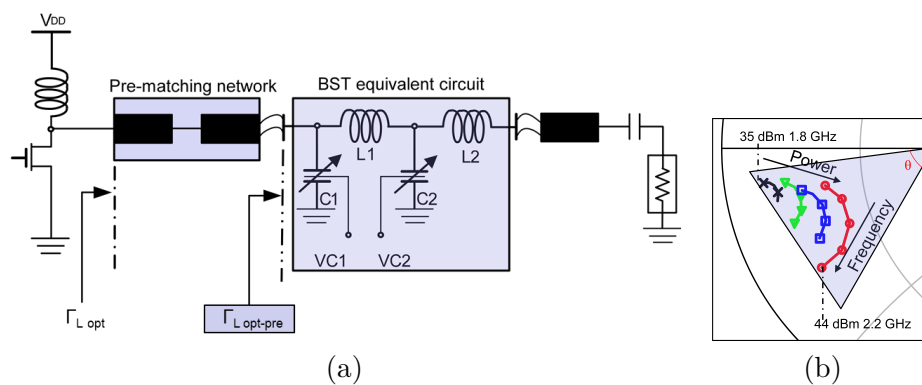 VDD
Pre-matching network
BST equivalent circuit
L1
L2
C1
C2
VC1
VC2
ΓL opt
ΓL opt-pre
(a)
35 dBm 1.8 GHz
Power
θ
Frequency
44 dBm 2.2 GHz
(b)